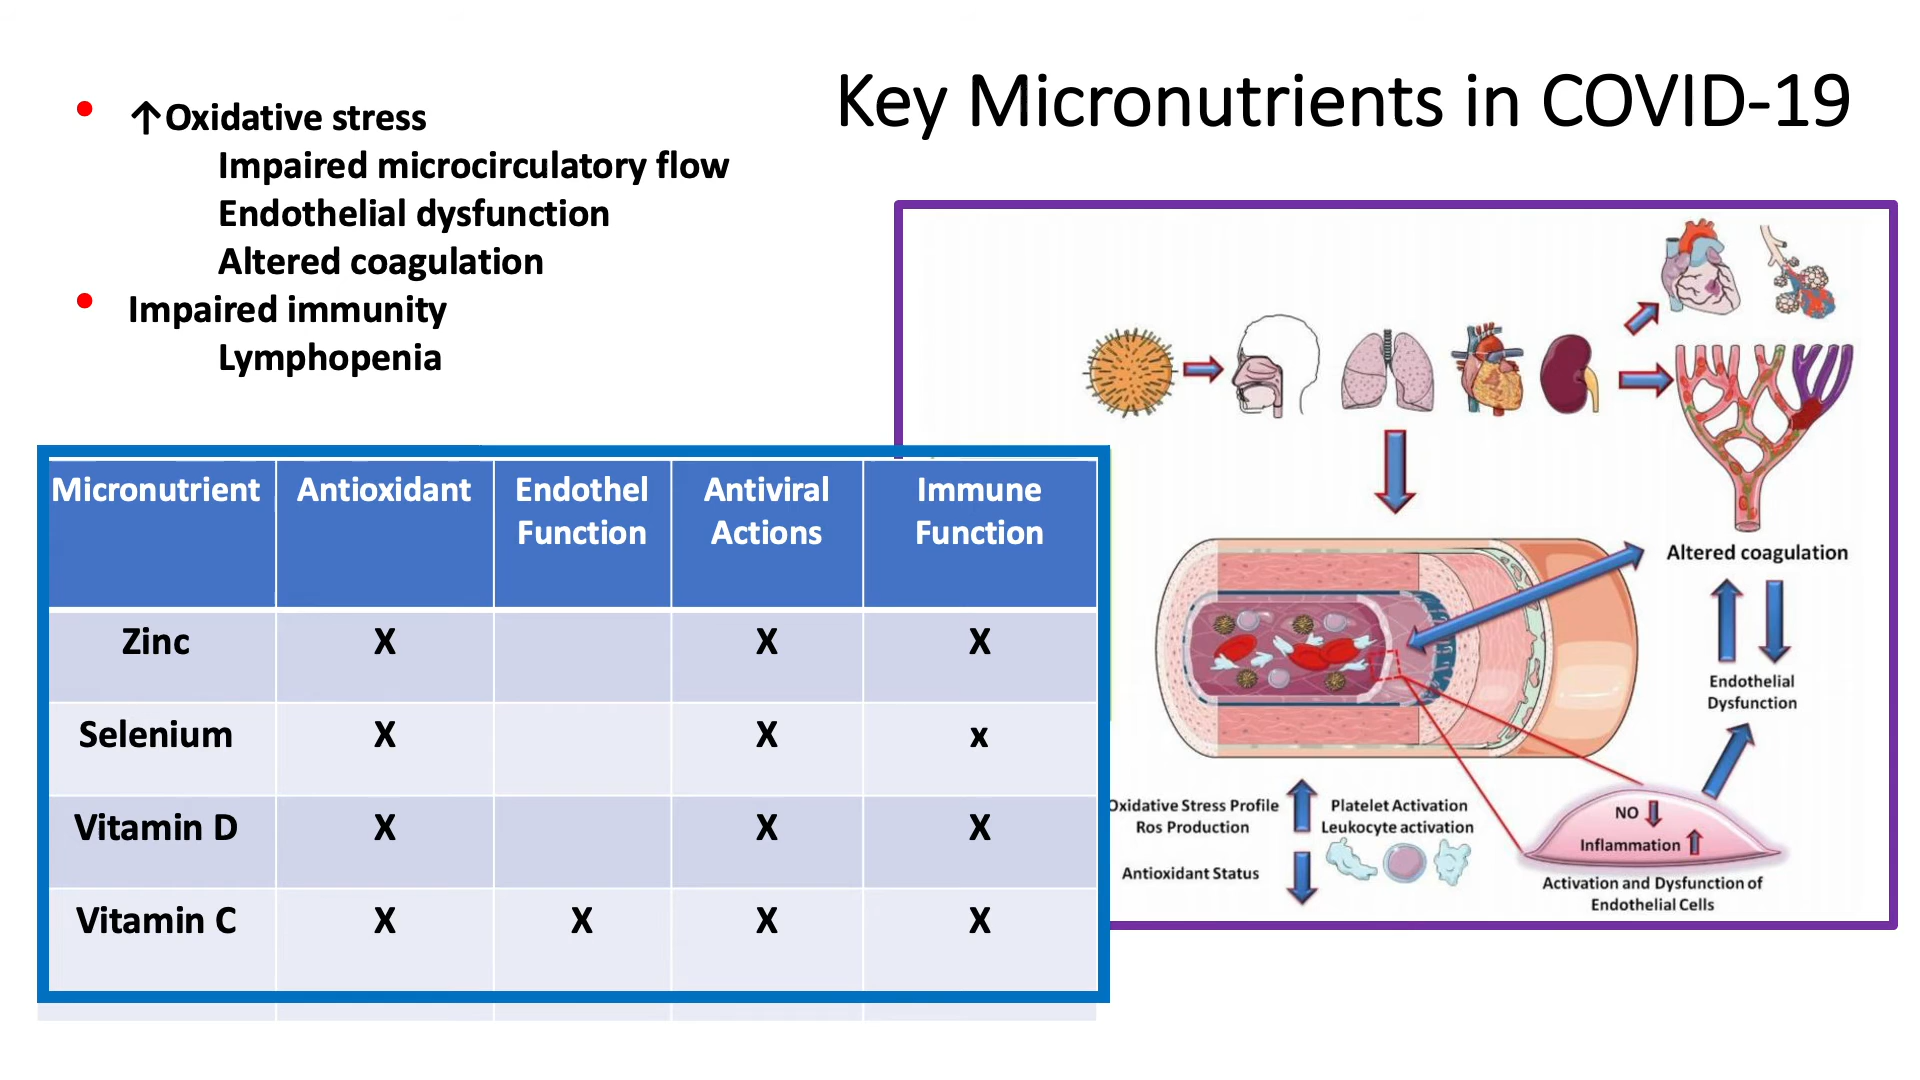 Key Micronutrients in COVID-19
• ↑Oxidative stress
Impaired microcirculatory flow
Endothelial dysfunction
Altered coagulation
• Impaired immunity
Lymphopenia
Micronutrient Antioxidant Endothel Function Antiviral Actions Immune Function
Zinc X X X
Selenium X X x
Vitamin D X X X
Vitamin C X X X X
Altered coagulation
Endothelial
Dysfunction
Oxidative Stress Profile
Ros Production
Antioxidant Status
Platelet Activation
Leukocyte activation
NO
Inflammation
Activation and Dysfunction of
Endothelial Cells